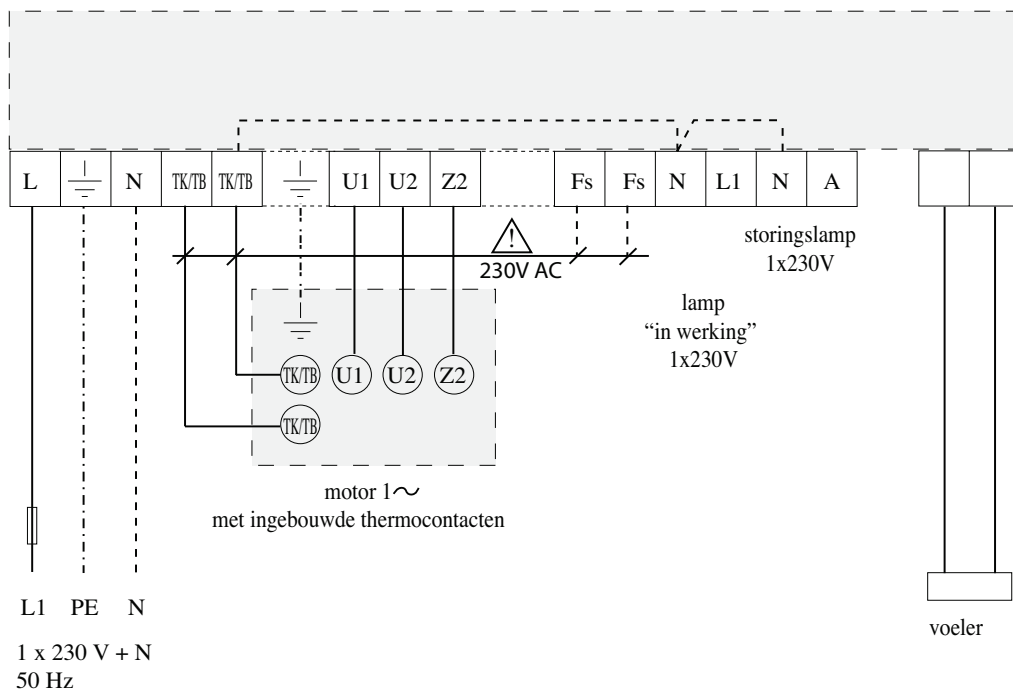 L N TK/TB TK/TB U1 U2 Z2 Fs Fs N L1 N A
!
230V AC
storingslamp
1x230V
lamp
“in werking”
1x230V
TK/TB U1 U2 Z2
TK/TB
motor 1~
met ingebouwde thermocontacten
L1 PE N
1 x 230 V + N
50 Hz
voeler